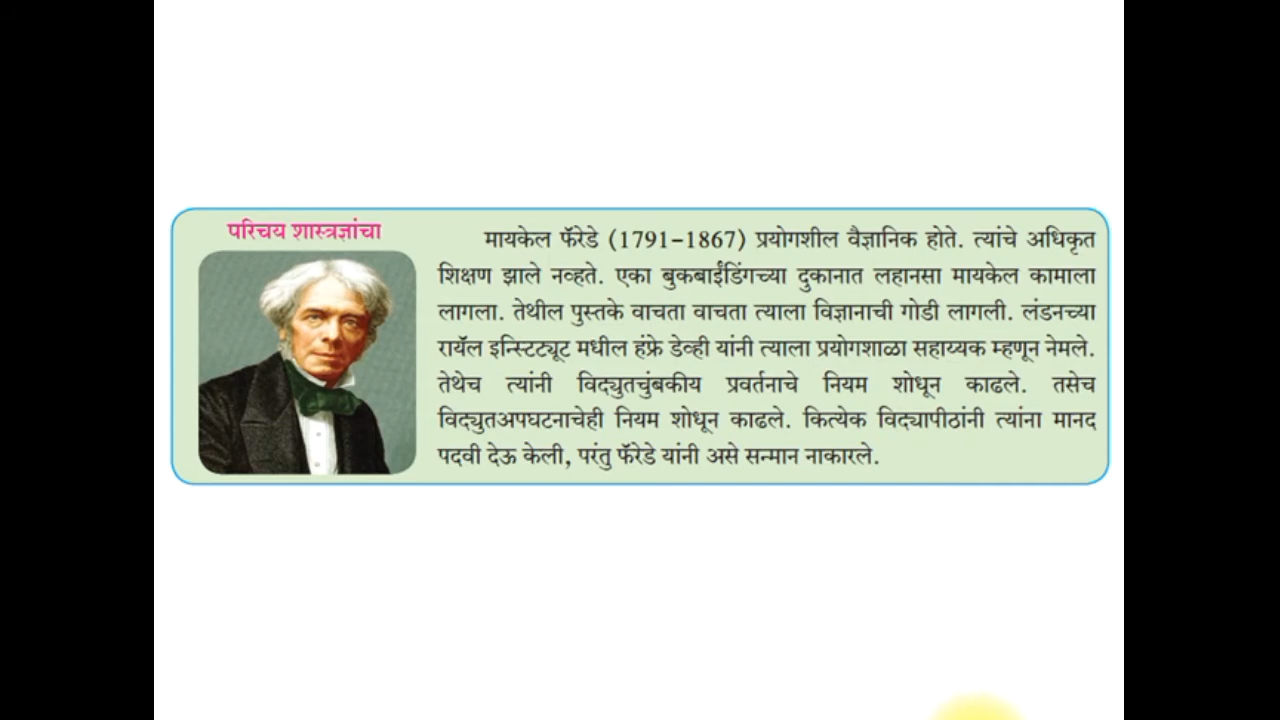 परिचय शास्त्रज्ञांचा
मायकेल फॅरेडे (1791-1867) प्रयोगशील वैज्ञानिक होते. त्यांचे अधिकृत
शिक्षण झाले नव्हते. एका बुकबाईंडिंगच्या दुकानात लहानसा मायकेल कामाला
लागला. तेथील पुस्तके वाचता वाचता त्याला विज्ञानाची गोडी लागली. लंडनच्या
रायॅल इन्स्टिट्यूट मधील हंफ्रे डेव्ही यांनी त्याला प्रयोगशाळा सहाय्यक म्हणून नेमले.
तेथेच त्यांनी विद्युतचुंबकीय प्रवर्तनाचे नियम शोधून काढले. तसेच
विद्युतअपघटनाचेही नियम शोधून काढले. कित्येक विद्यापीठांनी त्यांना मानद
पदवी देऊ केली, परंतु फॅरेडे यांनी असे सन्मान नाकारले.